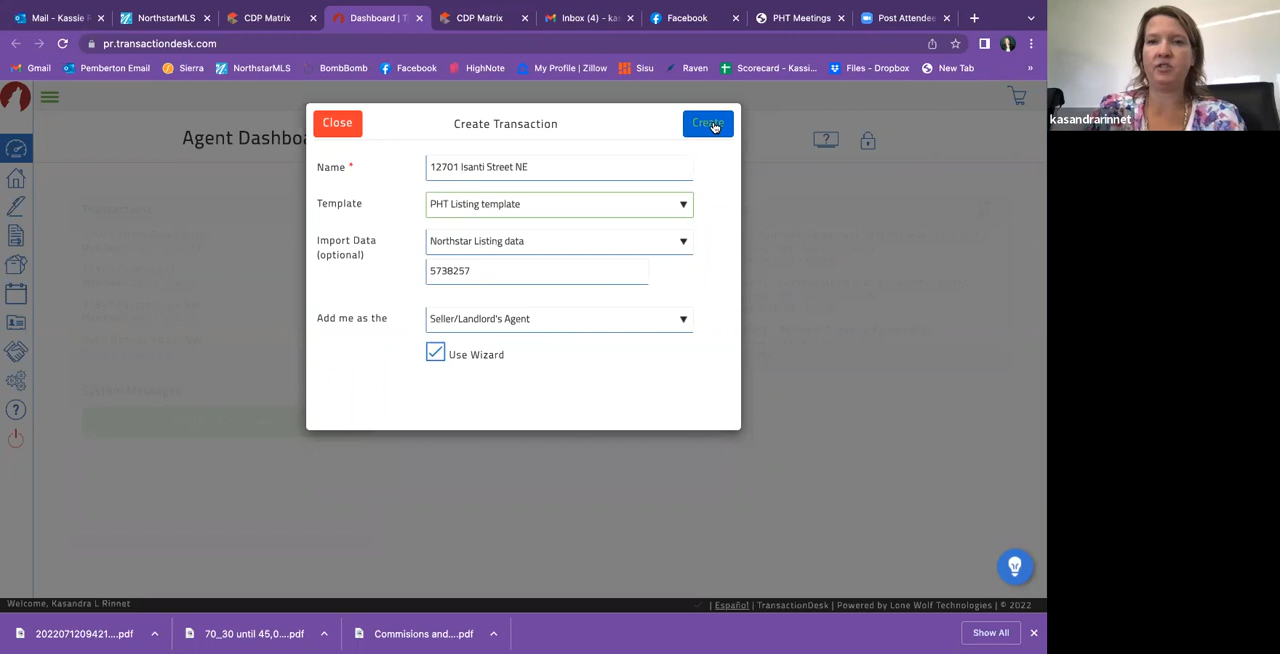 Mail - Kassie R
NorthstarMLS
CDP Matrix
Dashboard | T
CDP Matrix
Inbox (4) - ka
Facebook
PHT Meetings
Post Attendee
pr.transactiondesk.com
Gmail
Pemberton Email
Sierra
NorthstarMLS
BombBomb
Facebook
HighNote
My Profile | Zillow
Sisu
Raven
Scorecard - Kassi...
Files - Dropbox
New Tab
»
kasandrarinnet
Agent Dashboa
Close
Create Transaction
Create
Name *
12701 Isanti Street NE
Template
PHT Listing template
Import Data
(optional)
Northstar Listing data
5738257
Add me as the
Seller/Landlord's Agent
Use Wizard
Transactions
System Messages
Welcome, Kasandra L Rinnet
| Español | TransactionDesk | Powered by Lone Wolf Technologies | © 2022
2022071209421....pdf
70_30 until 45,0....pdf
Commisions and....pdf
Show All